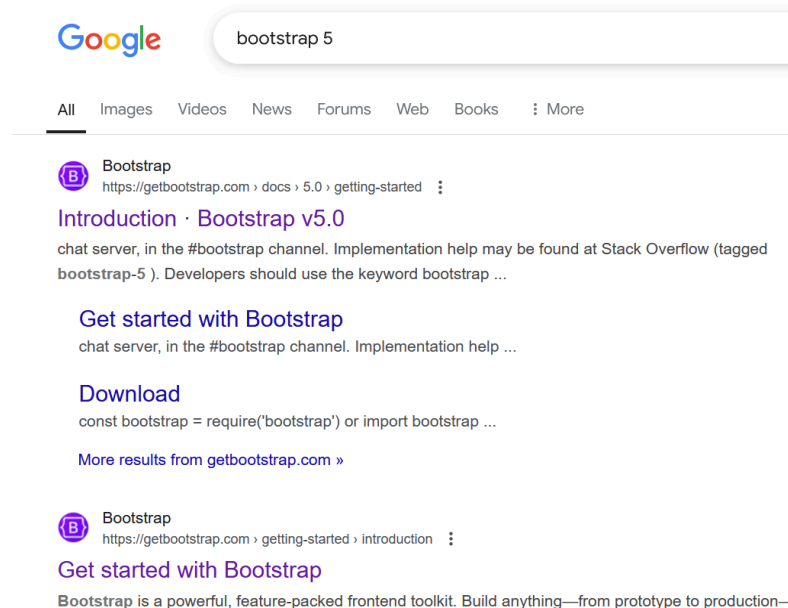 Google
bootstrap 5
All Images Videos News Forums Web Books More
Bootstrap
https://getbootstrap.com › docs › 5.0 › getting-started
Introduction · Bootstrap v5.0
chat server, in the #bootstrap channel. Implementation help may be found at Stack Overflow (tagged
bootstrap-5 ). Developers should use the keyword bootstrap ...
Get started with Bootstrap
chat server, in the #bootstrap channel. Implementation help ...
Download
const bootstrap = require('bootstrap') or import bootstrap ...
More results from getbootstrap.com »
Bootstrap
https://getbootstrap.com › getting-started › introduction
Get started with Bootstrap
Bootstrap is a powerful, feature-packed frontend toolkit. Build anything—from prototype to production—